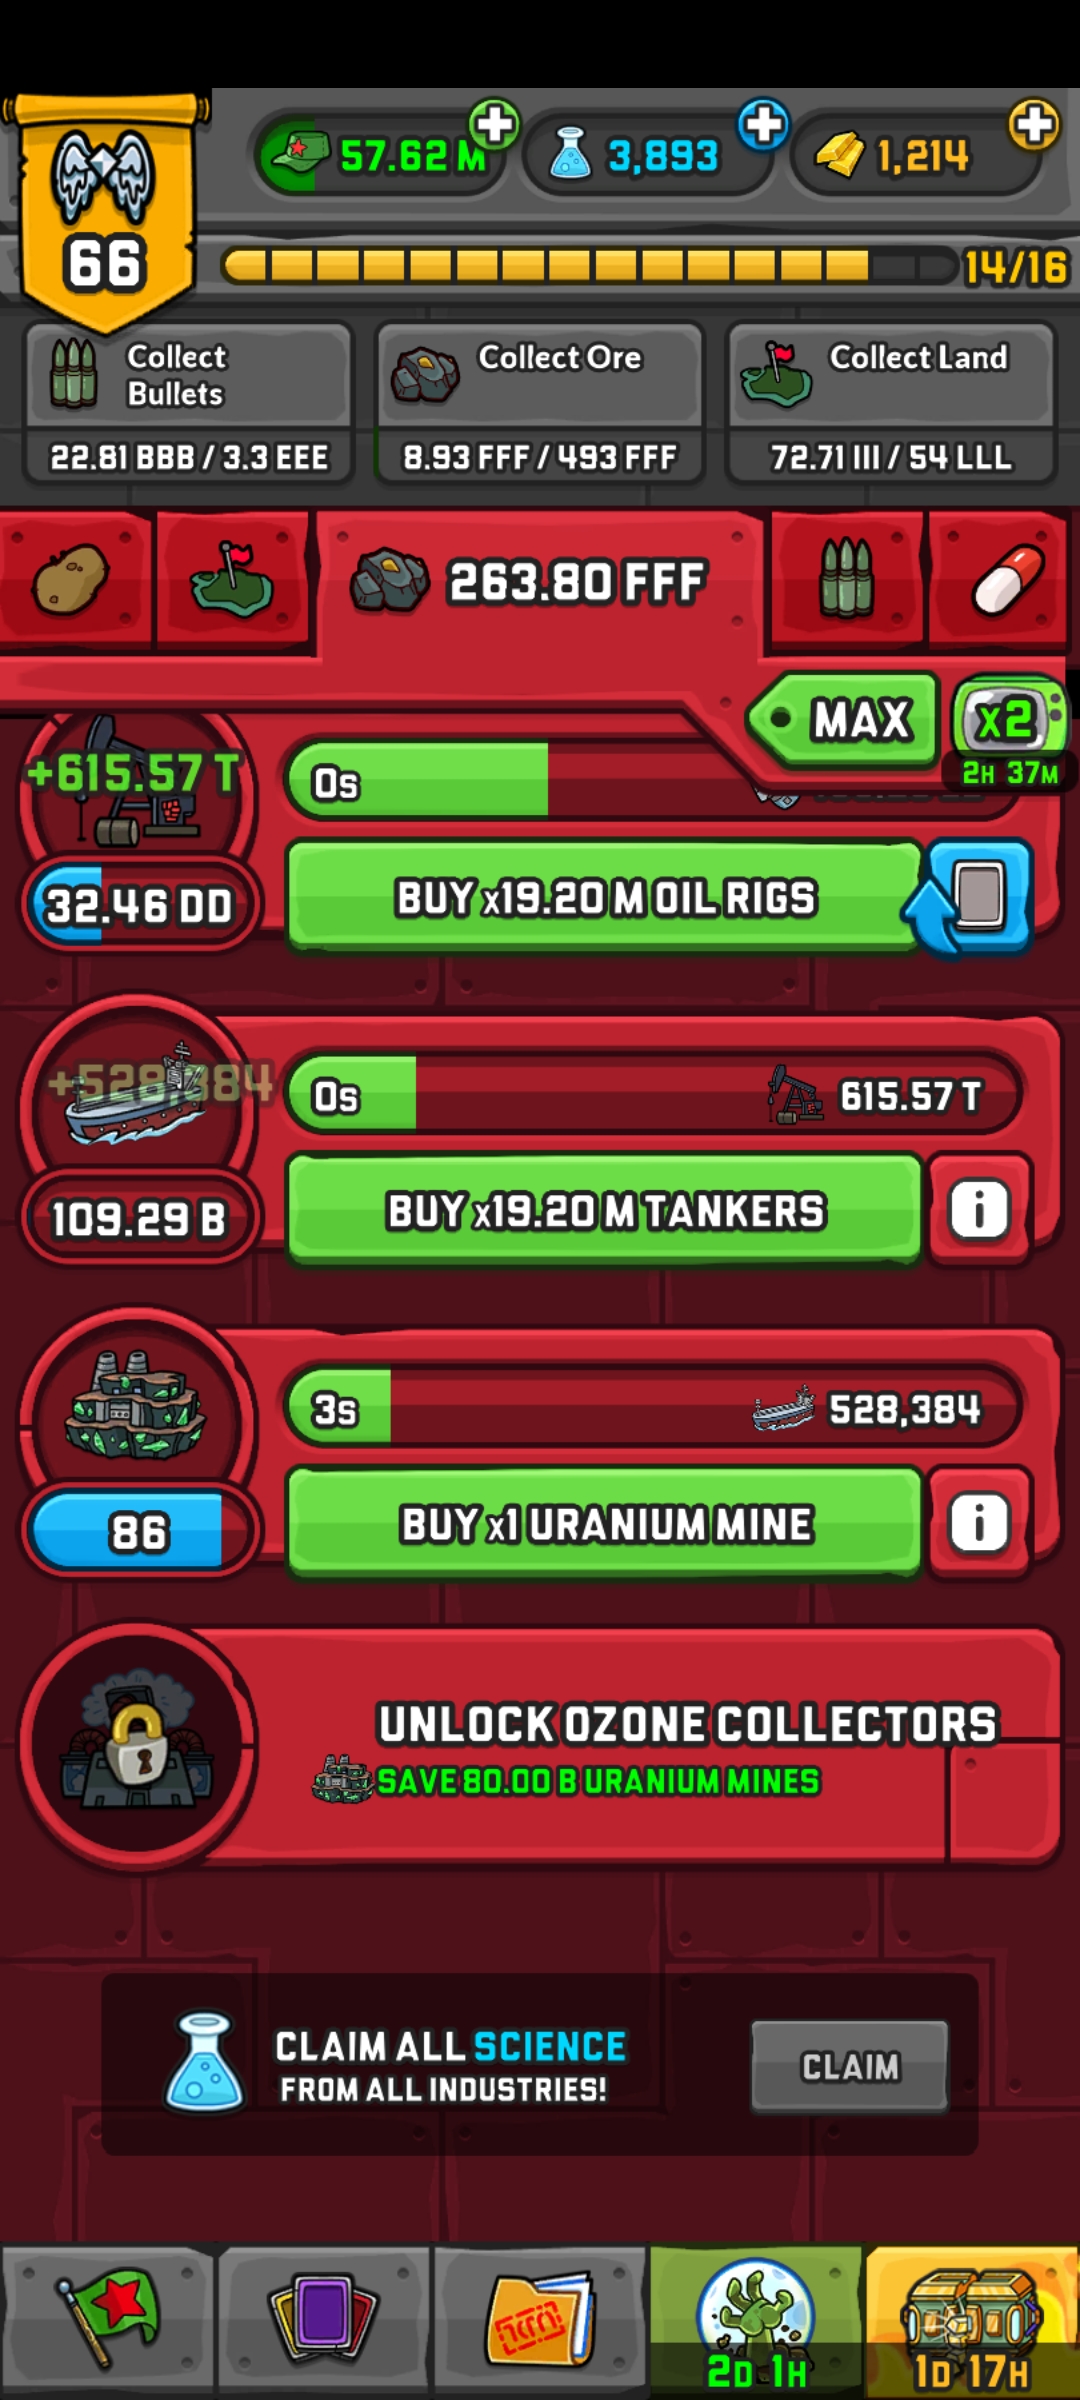 57.62 M
3,893
1,214
66
14/16
Collect
Bullets
Collect Ore
Collect Land
22.81 BBB / 3.3 EEE
8.93 FFF / 493 FFF
72.71 III / 54 LLL
263.80 FFF
MAX
x2
2H 37M
+615.57 T
0s
32.46 DD
BUY x19.20 M OIL RIGS
+528,384
0s
615.57 T
109.29 B
BUY x19.20 M TANKERS
i
3s
528,384
86
BUY x1 URANIUM MINE
i
UNLOCK OZONE COLLECTORS
SAVE 80.00 B URANIUM MINES
CLAIM ALL SCIENCE
FROM ALL INDUSTRIES!
CLAIM
2D 1H
1D 17H